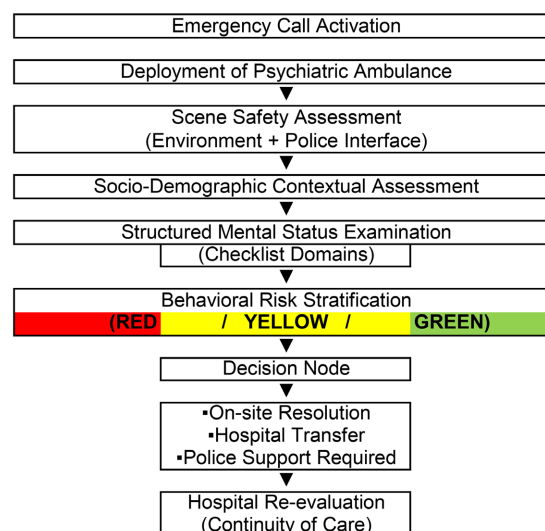 Emergency Call Activation
Deployment of Psychiatric Ambulance
Scene Safety Assessment
(Environment + Police Interface)
Socio-Demographic Contextual Assessment
Structured Mental Status Examination
(Checklist Domains)
Behavioral Risk Stratification
(RED / YELLOW / GREEN)
Decision Node
▪On-site Resolution
▪Hospital Transfer
▪Police Support Required
Hospital Re-evaluation
(Continuity of Care)